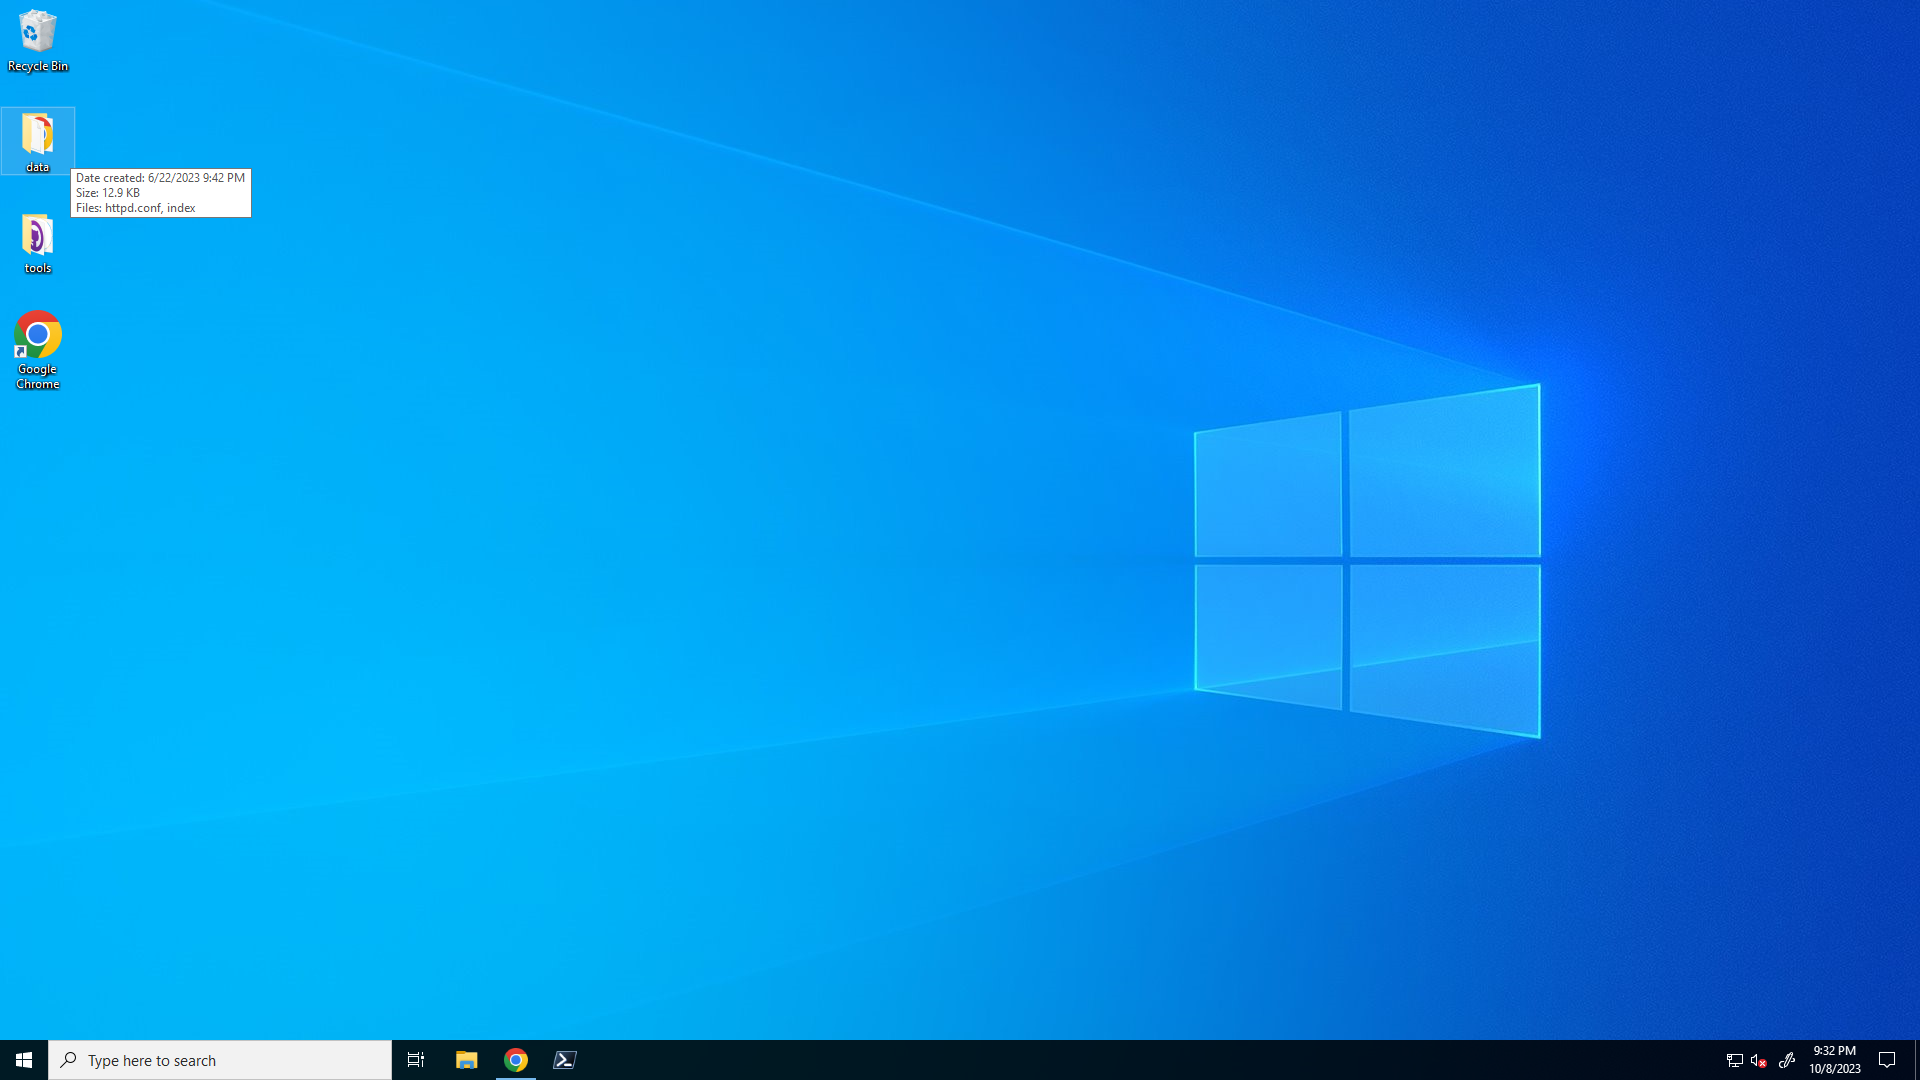 Recycle Bin
data
Date created: 6/22/2023 9:42 PM
Size: 12.9 KB
Files: httpd.conf, index
tools
Google
Chrome
Type here to search
9:32 PM
10/8/2023